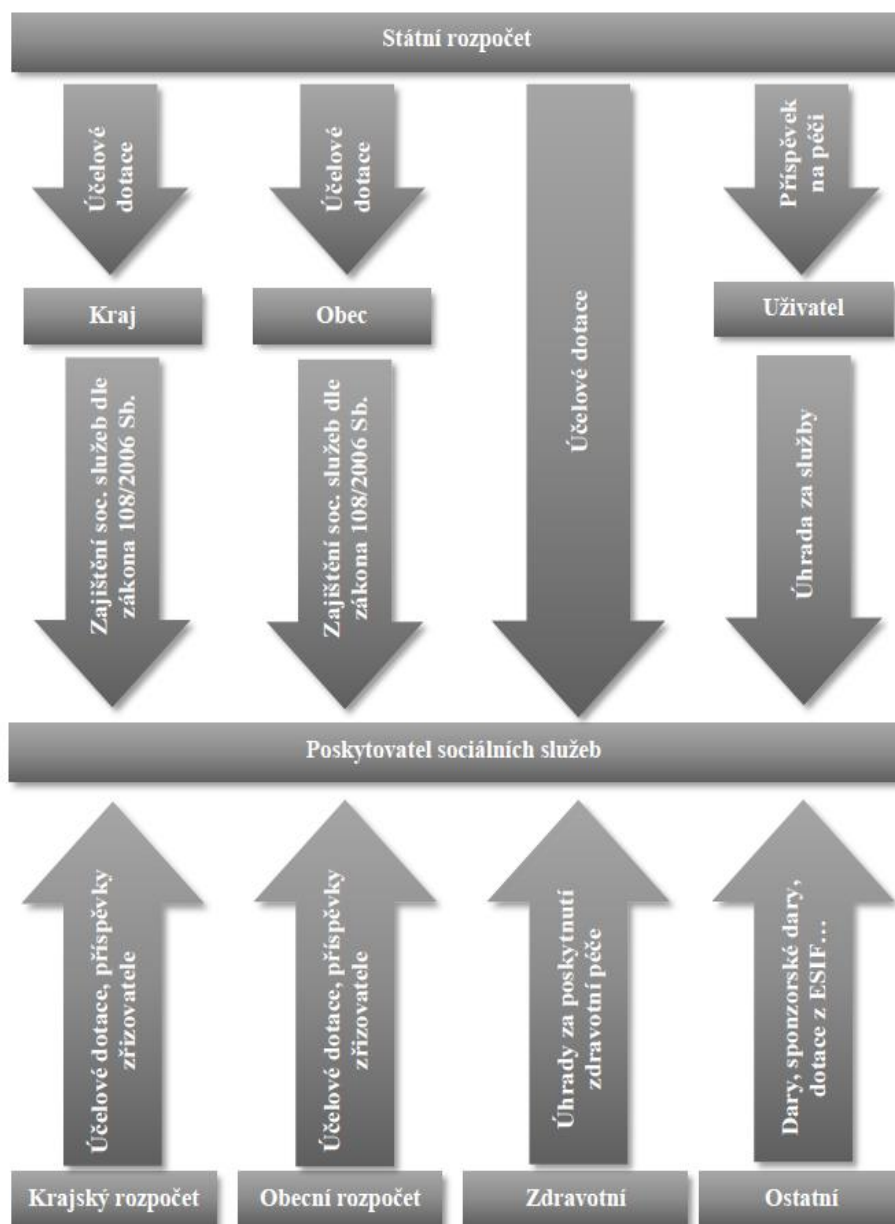 Státní rozpočet
Účelové
dotace
Účelové
dotace
Účelové dotace
Příspěvek
na péči
Kraj
Obec
Uživatel
Zajištění soc. služeb dle
zákona 108/2006 Sb.
Zajištění soc. služeb dle
zákona 108/2006 Sb.
Úhrada za služby
Poskytovatel sociálních služeb
Účelové dotace, příspěvky
zřizovatele
Účelové dotace, příspěvky
zřizovatele
Úhrady za poskytnutí
zdravotní péče
Dary, sponzorské dary,
dotace z ESIF...
Krajský rozpočet
Obecní rozpočet
Zdravotní
Ostatní